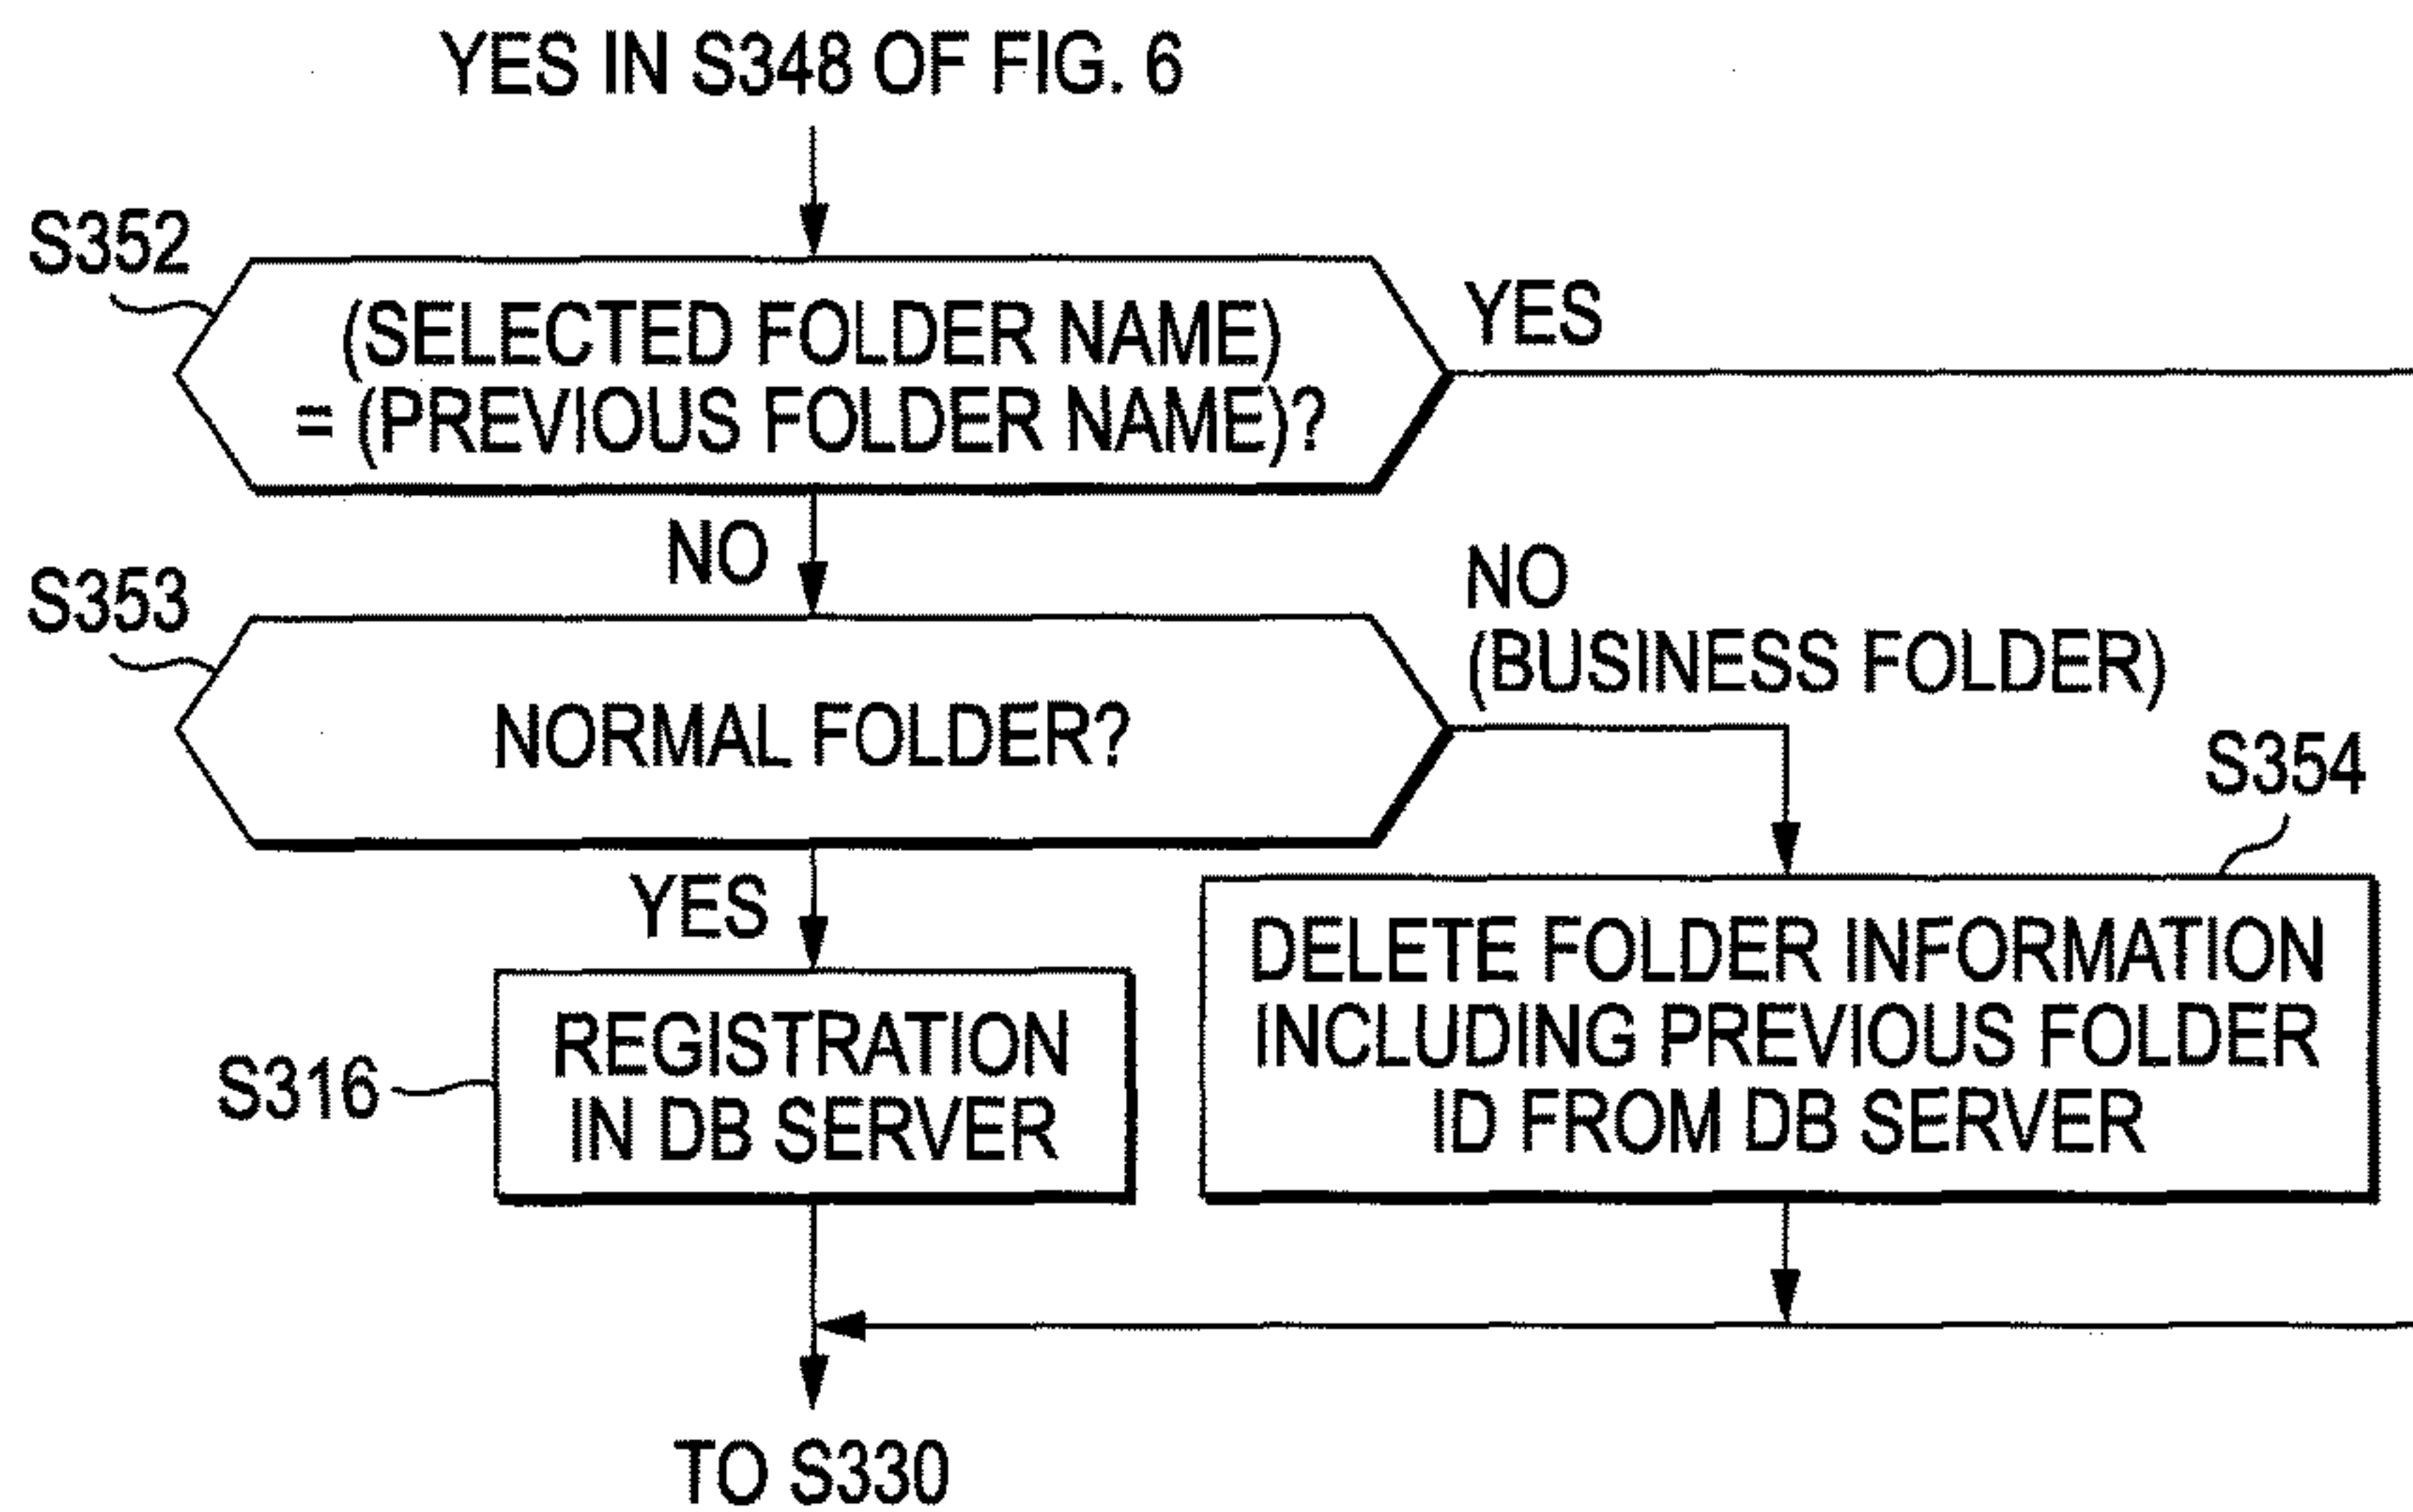 YES IN S348 OF FIG. 6
S352
(SELECTED FOLDER NAME)
= (PREVIOUS FOLDER NAME)?
YES
NO
S353
NORMAL FOLDER?
NO
(BUSINESS FOLDER)
S354
YES
DELETE FOLDER INFORMATION
INCLUDING PREVIOUS FOLDER
ID FROM DB SERVER
S316
REGISTRATION
IN DB SERVER
TO S330